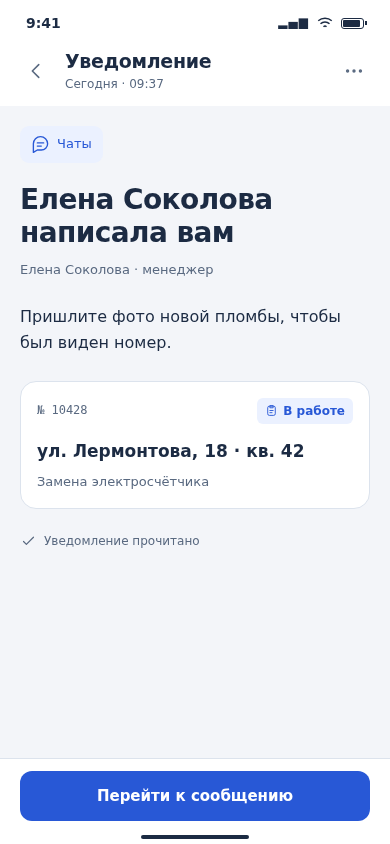 9:41
Уведомление
Сегодня · 09:37
Чаты
Елена Соколова
написала вам
Елена Соколова · менеджер
Пришлите фото новой пломбы, чтобы
был виден номер.
№ 10428
В работе
ул. Лермонтова, 18 · кв. 42
Замена электросчётчика
Уведомление прочитано
Перейти к сообщению